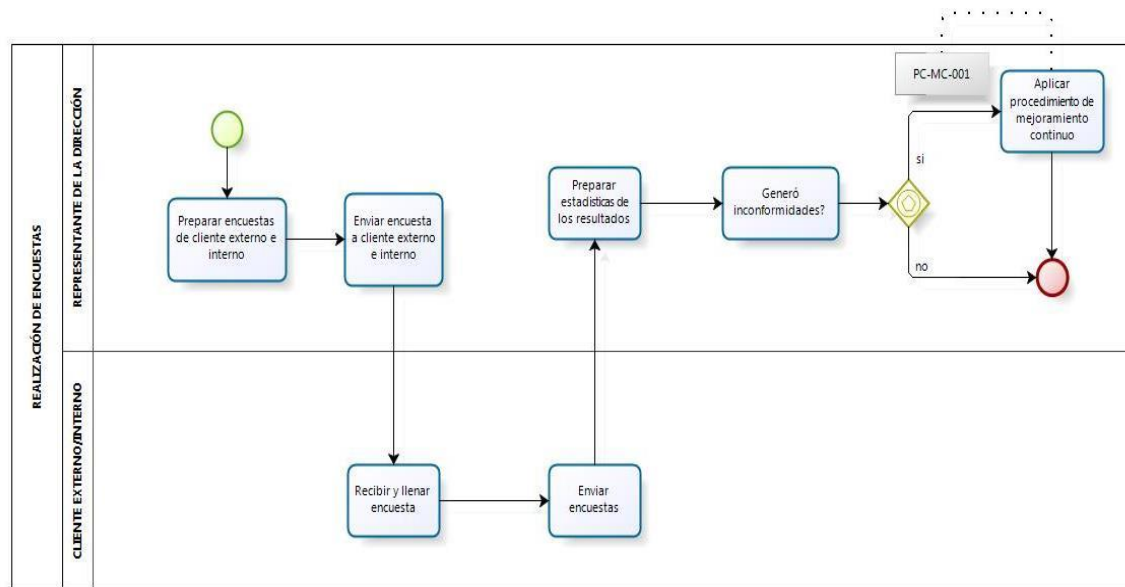 REALIZACIÓN DE ENCUESTAS
REPRESENTANTE DE LA DIRECCIÓN
Preparar encuestas
de cliente externo e
interno
Enviar encuesta
a cliente externo
e interno
Preparar
estadísticas de
los resultados
Generó
inconformidades?
si
no
PC-MC-001
Aplicar
procedimiento de
mejoramiento
continuo
CLIENTE EXTERNO/INTERNO
Recibir y llenar
encuesta
Enviar
encuestas